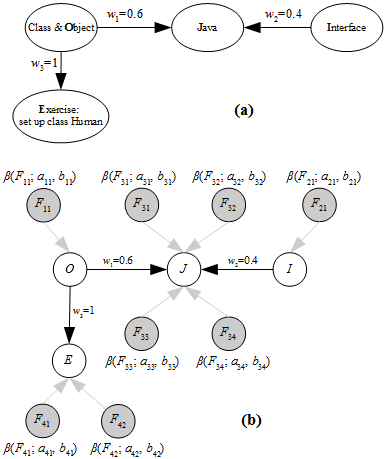 Class & Object
w1=0.6
Java
w2=0.4
Interface
w3=1
Exercise:
set up class Human
(a)
β(F11; a11, b11)
β(F31; a31, b31)
β(F32; a32, b32)
β(F21; a21, b21)
F11
F31
F32
F21
O
w1=0.6
J
w2=0.4
I
w3=1
F33
F34
E
β(F33; a33, b33)
β(F34; a34, b34)
F41
F42
(b)
β(F41; a41, b41)
β(F42; a42, b42)